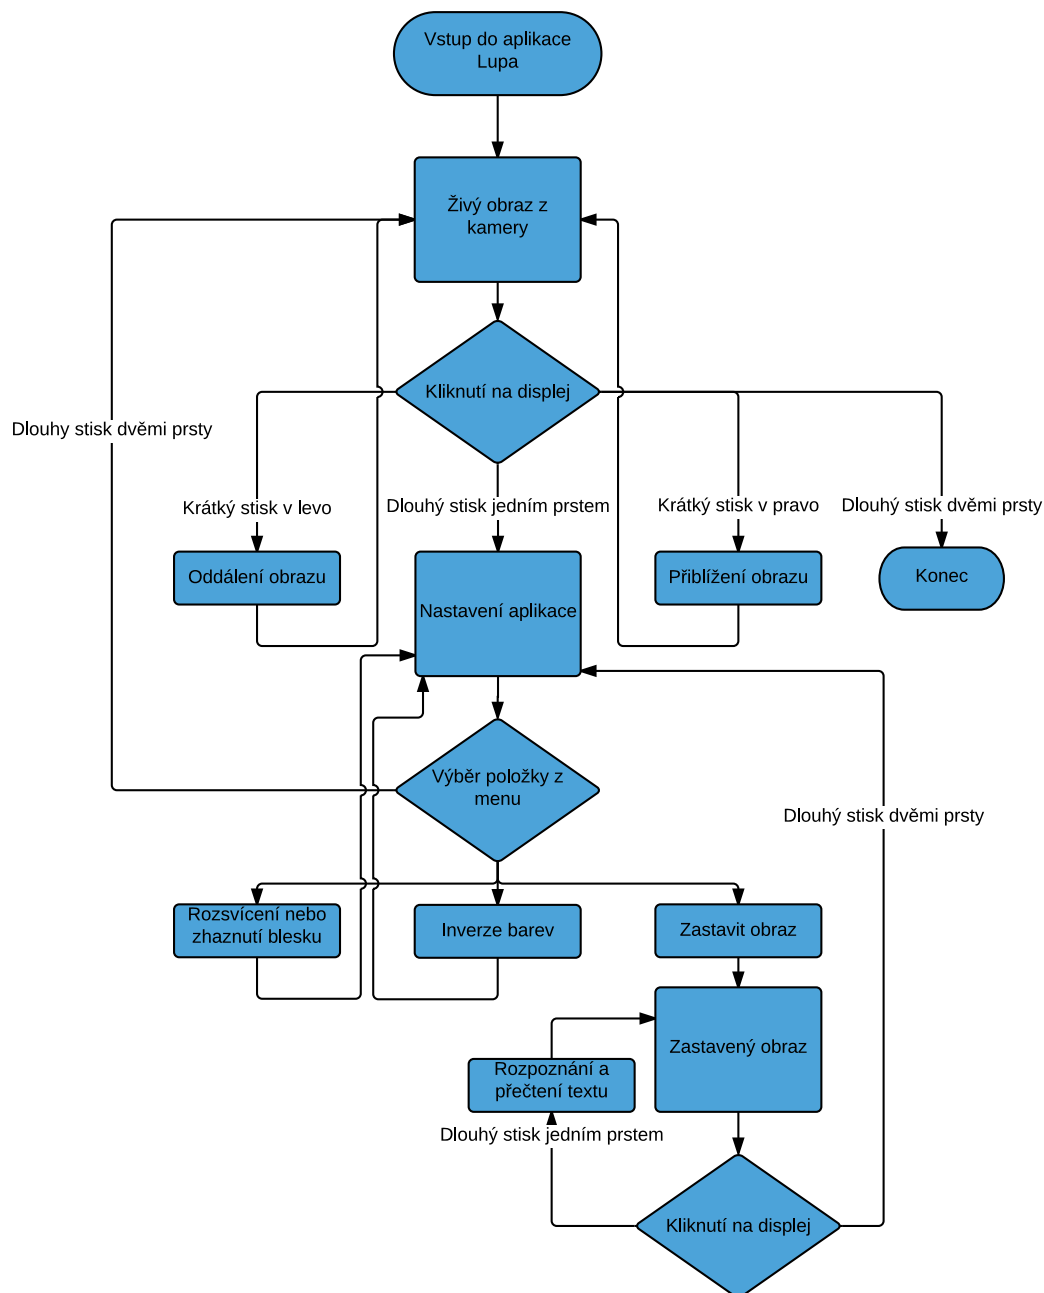 Vstup do aplikace
Lupa
Živý obraz z
kamery
Kliknutí na displej
Dlouhy stisk dvěmi prsty
Krátký stisk v levo
Dlouhý stisk jedním prstem
Krátký stisk v pravo
Dlouhý stisk dvěmi prsty
Oddálení obrazu
Nastavení aplikace
Přiblížení obrazu
Konec
Výběr položky z
menu
Dlouhý stisk dvěmi prsty
Rozsvícení nebo
zhaznutí blesku
Inverze barev
Zastavit obraz
Zastavený obraz
Rozpoznání a
přečtení textu
Dlouhý stisk jedním prstem
Kliknutí na displej